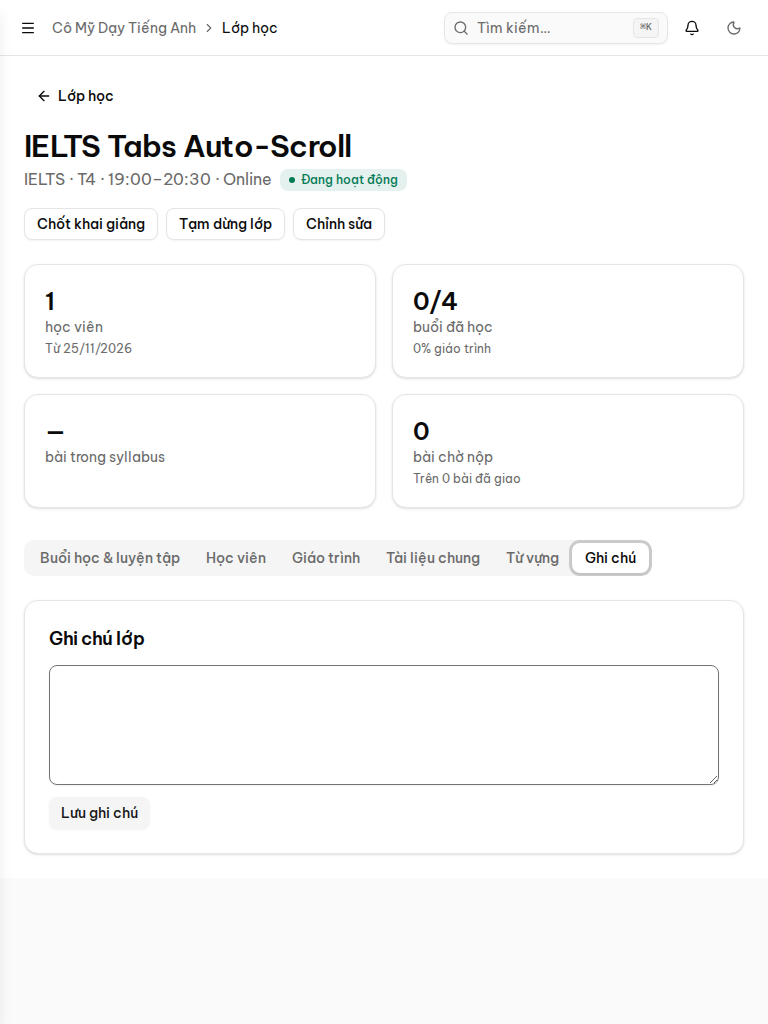 Cô Mỹ Dạy Tiếng Anh > Lớp học
Tìm kiếm... ⌘K
← Lớp học
IELTS Tabs Auto-Scroll
IELTS · T4 · 19:00–20:30 · Online
Đang hoạt động
Chốt khai giảng
Tạm dừng lớp
Chỉnh sửa
1
học viên
Từ 25/11/2026
0/4
buổi đã học
0% giáo trình
—
bài trong syllabus
0
bài chờ nộp
Trên 0 bài đã giao
Buổi học & luyện tập
Học viên
Giáo trình
Tài liệu chung
Từ vựng
Ghi chú
Ghi chú lớp
Lưu ghi chú